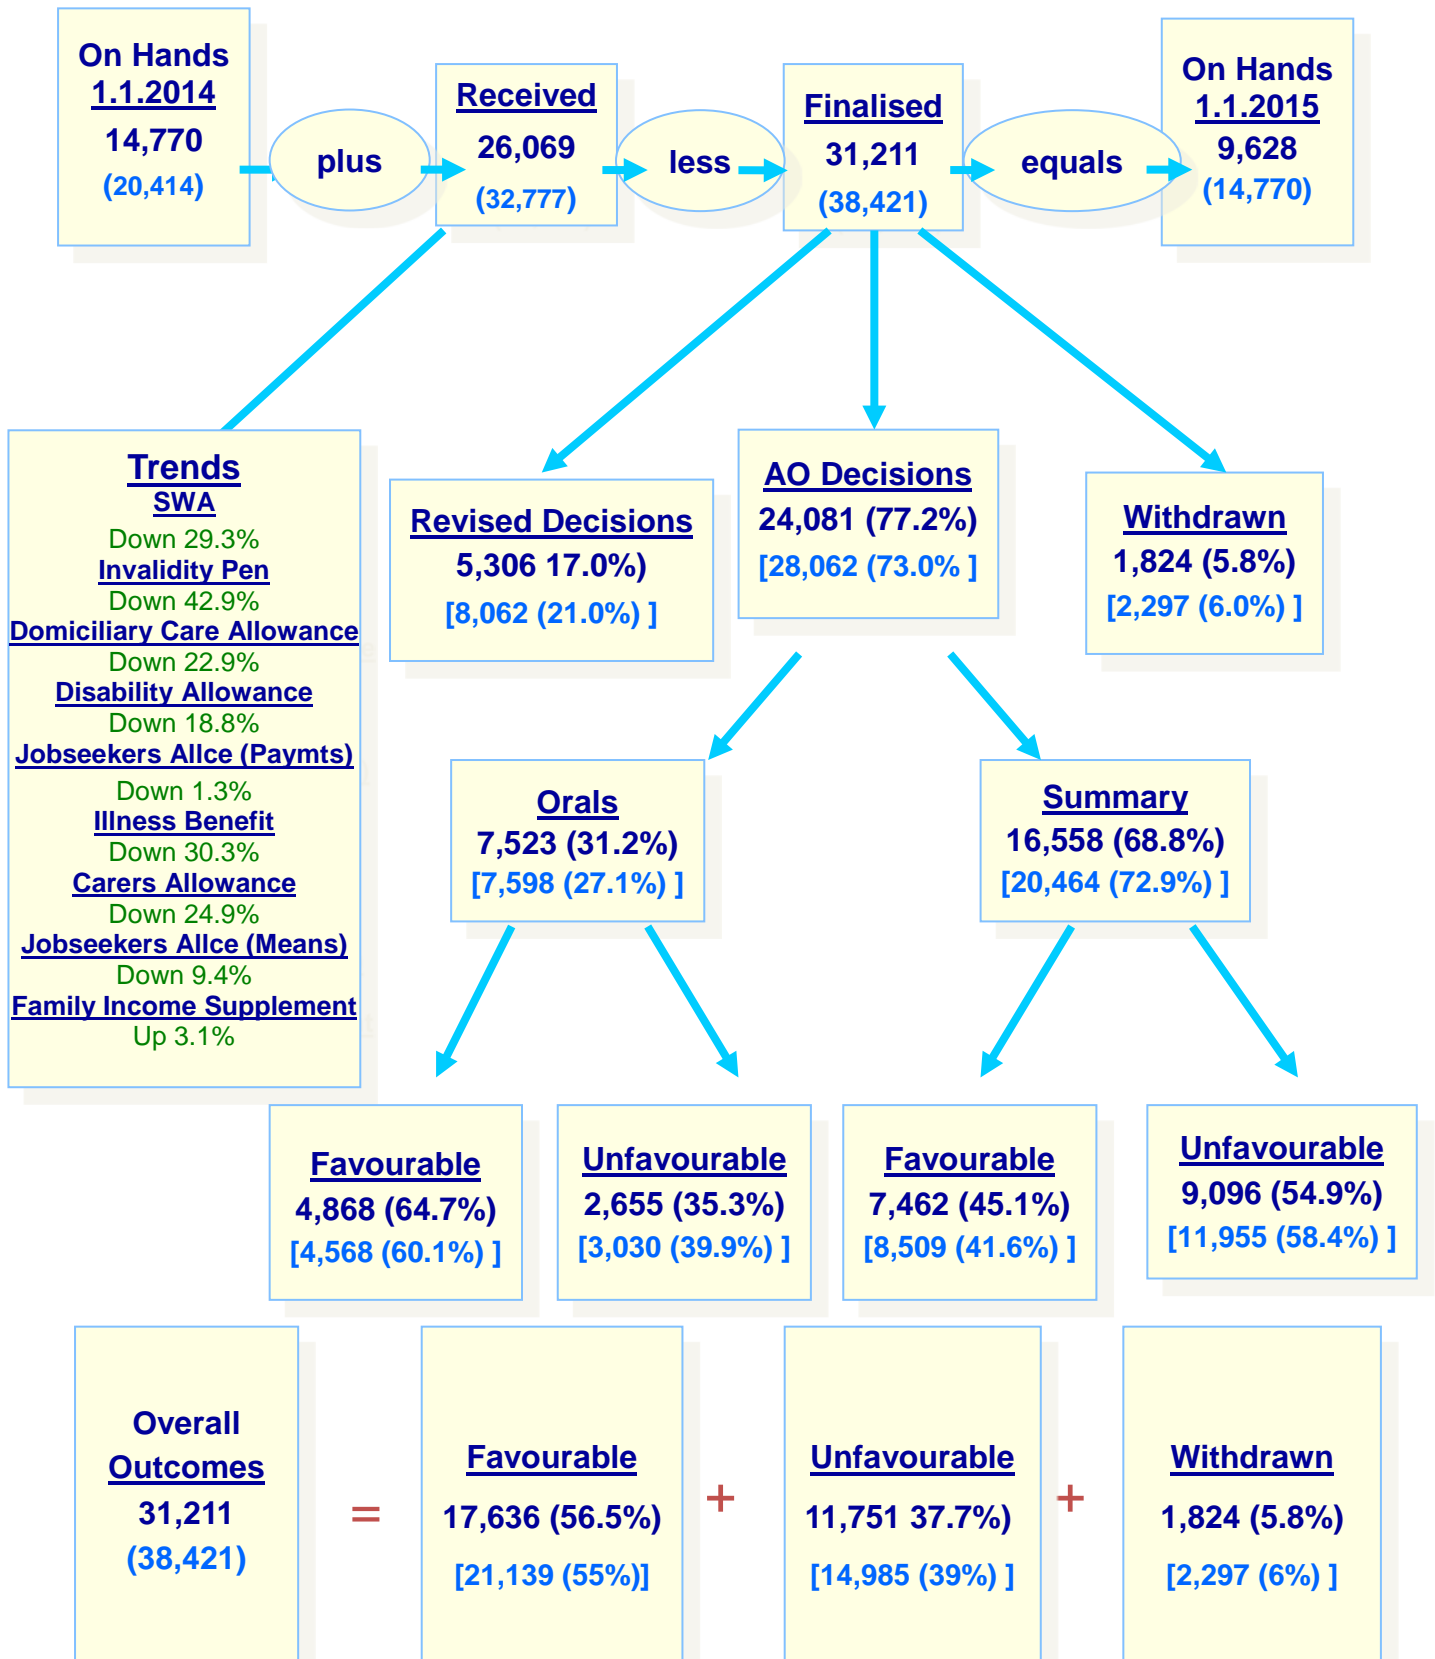 On Hands
1.1.2014
14,770
(20,414)
plus
Received
26,069
(32,777)
less
Finalised
31,211
(38,421)
equals
On Hands
1.1.2015
9,628
(14,770)
Trends
SWA
Down 29.3%
Invalidity Pen
Down 42.9%
Domiciliary Care Allowance
Down 22.9%
Disability Allowance
Down 18.8%
Jobseekers Allce (Paymts)
Down 1.3%
Illness Benefit
Down 30.3%
Carers Allowance
Down 24.9%
Jobseekers Allce (Means)
Down 9.4%
Family Income Supplement
Up 3.1%
Revised Decisions
5,306 17.0%)
[8,062 (21.0%) ]
AO Decisions
24,081 (77.2%)
[28,062 (73.0% ]
Withdrawn
1,824 (5.8%)
[2,297 (6.0%) ]
Orals
7,523 (31.2%)
[7,598 (27.1%) ]
Summary
16,558 (68.8%)
[20,464 (72.9%) ]
Favourable
4,868 (64.7%)
[4,568 (60.1%) ]
Unfavourable
2,655 (35.3%)
[3,030 (39.9%) ]
Favourable
7,462 (45.1%)
[8,509 (41.6%) ]
Unfavourable
9,096 (54.9%)
[11,955 (58.4%) ]
Overall
Outcomes
31,211
(38,421)
=
Favourable
17,636 (56.5%)
[21,139 (55%)]
+
Unfavourable
11,751 37.7%)
[14,985 (39%) ]
+
Withdrawn
1,824 (5.8%)
[2,297 (6%) ]